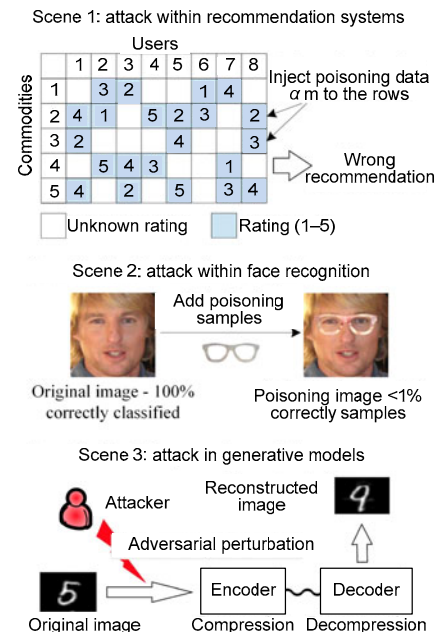 Scene 1: attack within recommendation systems
Users
Commodities
1 2 3 4 5 6 7 8
1 3 2 1 4
2 4 1 5 2 3 2
3 2 4 3
4 5 4 3 1
5 4 2 5 3 4
Inject poisoning data
αm to the rows
Wrong
recommendation
Unknown rating
Rating (1–5)
Scene 2: attack within face recognition
Add poisoning
samples
Original image - 100%
correctly classified
Poisoning image <1%
correctly samples
Scene 3: attack in generative models
Attacker
Reconstructed
image
9
Adversarial perturbation
5
Encoder
Decoder
Original image
Compression
Decompression